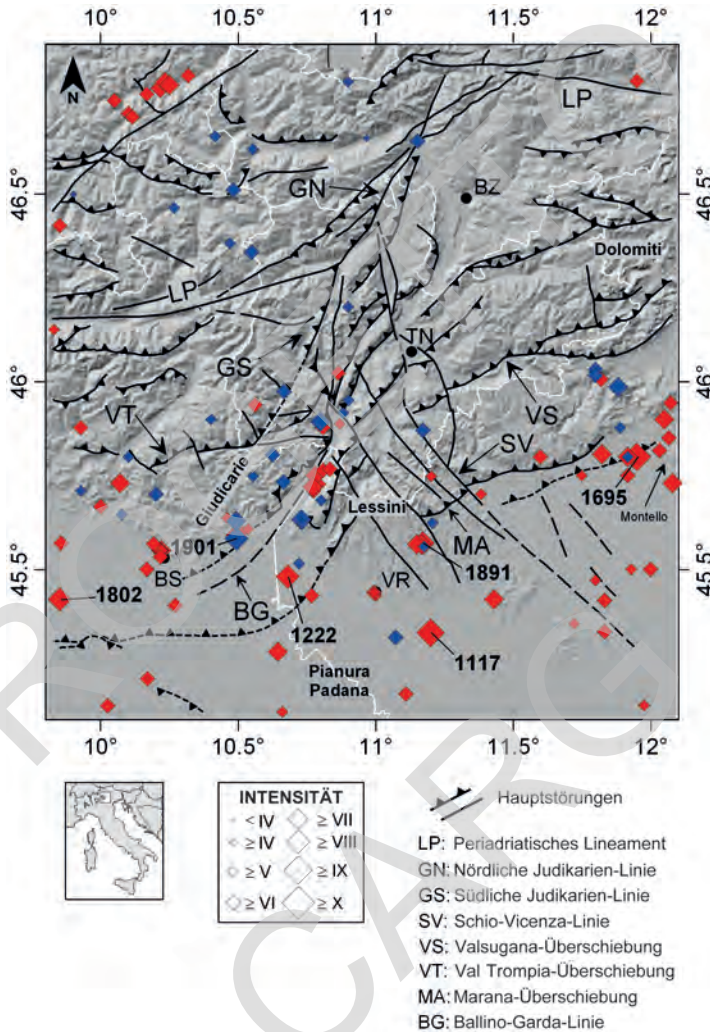 10° 10.5° 11° 11.5° 12°
N
LP
46.5°
46.5°
GN
BZ
Dolomiti
LP
TN
GS
46°
46°
VT
VS
SV
Giudicarie
1695
Lessini
Montello
1901
MA
BS
1891
45.5°
45.5°
VR
1802
BG
1222
1117
Pianura
Padana
10° 10.5° 11° 11.5° 12°
INTENSITÄT
< IV ≥ VII
≥ IV ≥ VIII
≥ V ≥ IX
≥ VI ≥ X
Hauptstörungen
LP: Periadriatisches Lineament
GN: Nördliche Judikarien-Linie
GS: Südliche Judikarien-Linie
SV: Schio-Vicenza-Linie
VS: Valsugana-Überschiebung
VT: Val Trompia-Überschiebung
MA: Marana-Überschiebung
BG: Ballino-Garda-Linie
CARG